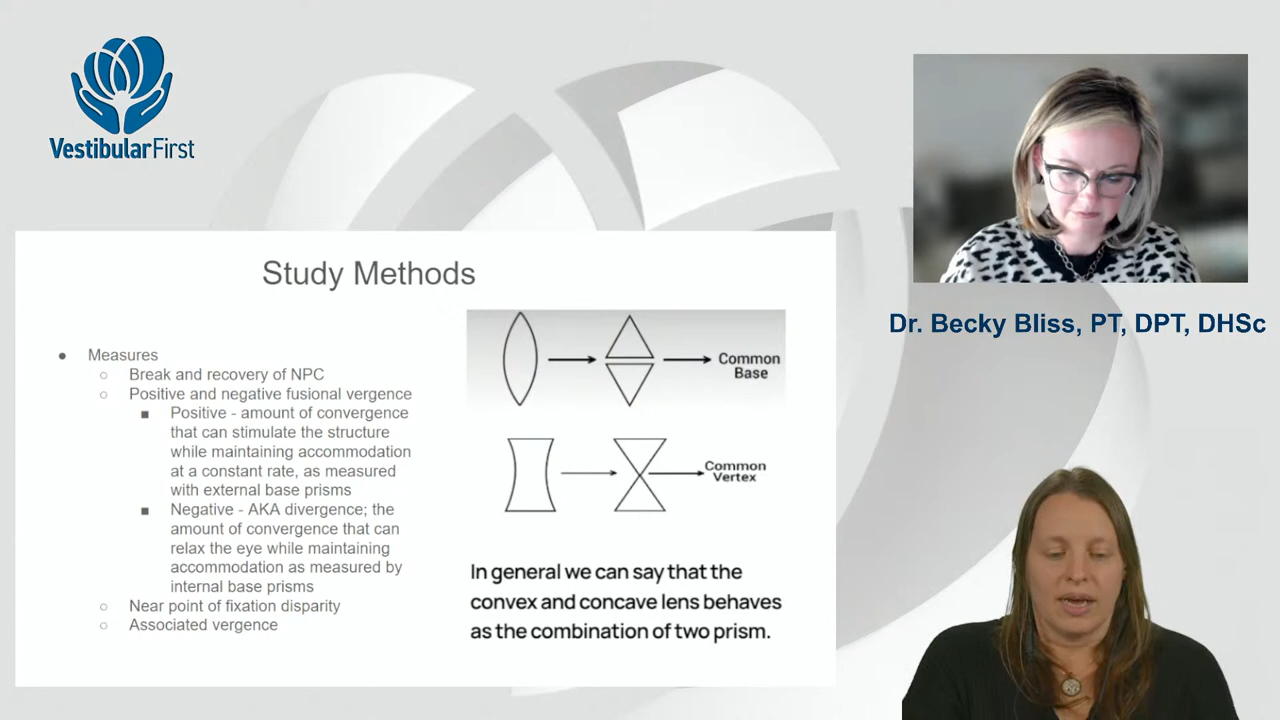 VestibularFirst
Study Methods
● Measures
○ Break and recovery of NPC
○ Positive and negative fusional vergence
■ Positive - amount of convergence
that can stimulate the structure
while maintaining accommodation
at a constant rate, as measured
with external base prisms
■ Negative - AKA divergence; the
amount of convergence that can
relax the eye while maintaining
accommodation as measured by
internal base prisms
○ Near point of fixation disparity
○ Associated vergence
Common
Base
Common
Vertex
In general we can say that the
convex and concave lens behaves
as the combination of two prism.
Dr. Becky Bliss, PT, DPT, DHSc